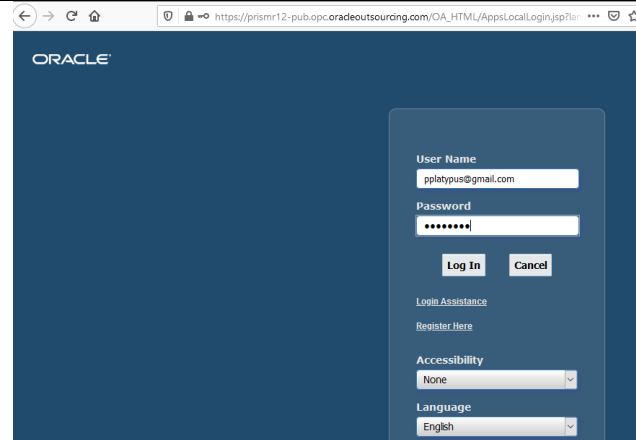 https://prismr12-pub.opc.oracleoutsourcing.com/OA_HTML/AppsLocalLogin.jsp?lan
ORACLE
User Name
pplatypus@gmail.com
Password
Log In Cancel
Login Assistance
Register Here
Accessibility
None
Language
English